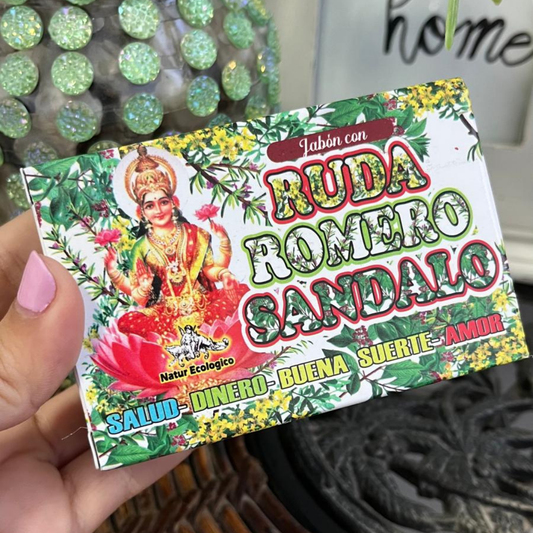 home
Jabón con
RUDA
ROMERO
SANDALO
Natur Ecologico
SALUD- DINERO- BUENA SUERTE- AMOR